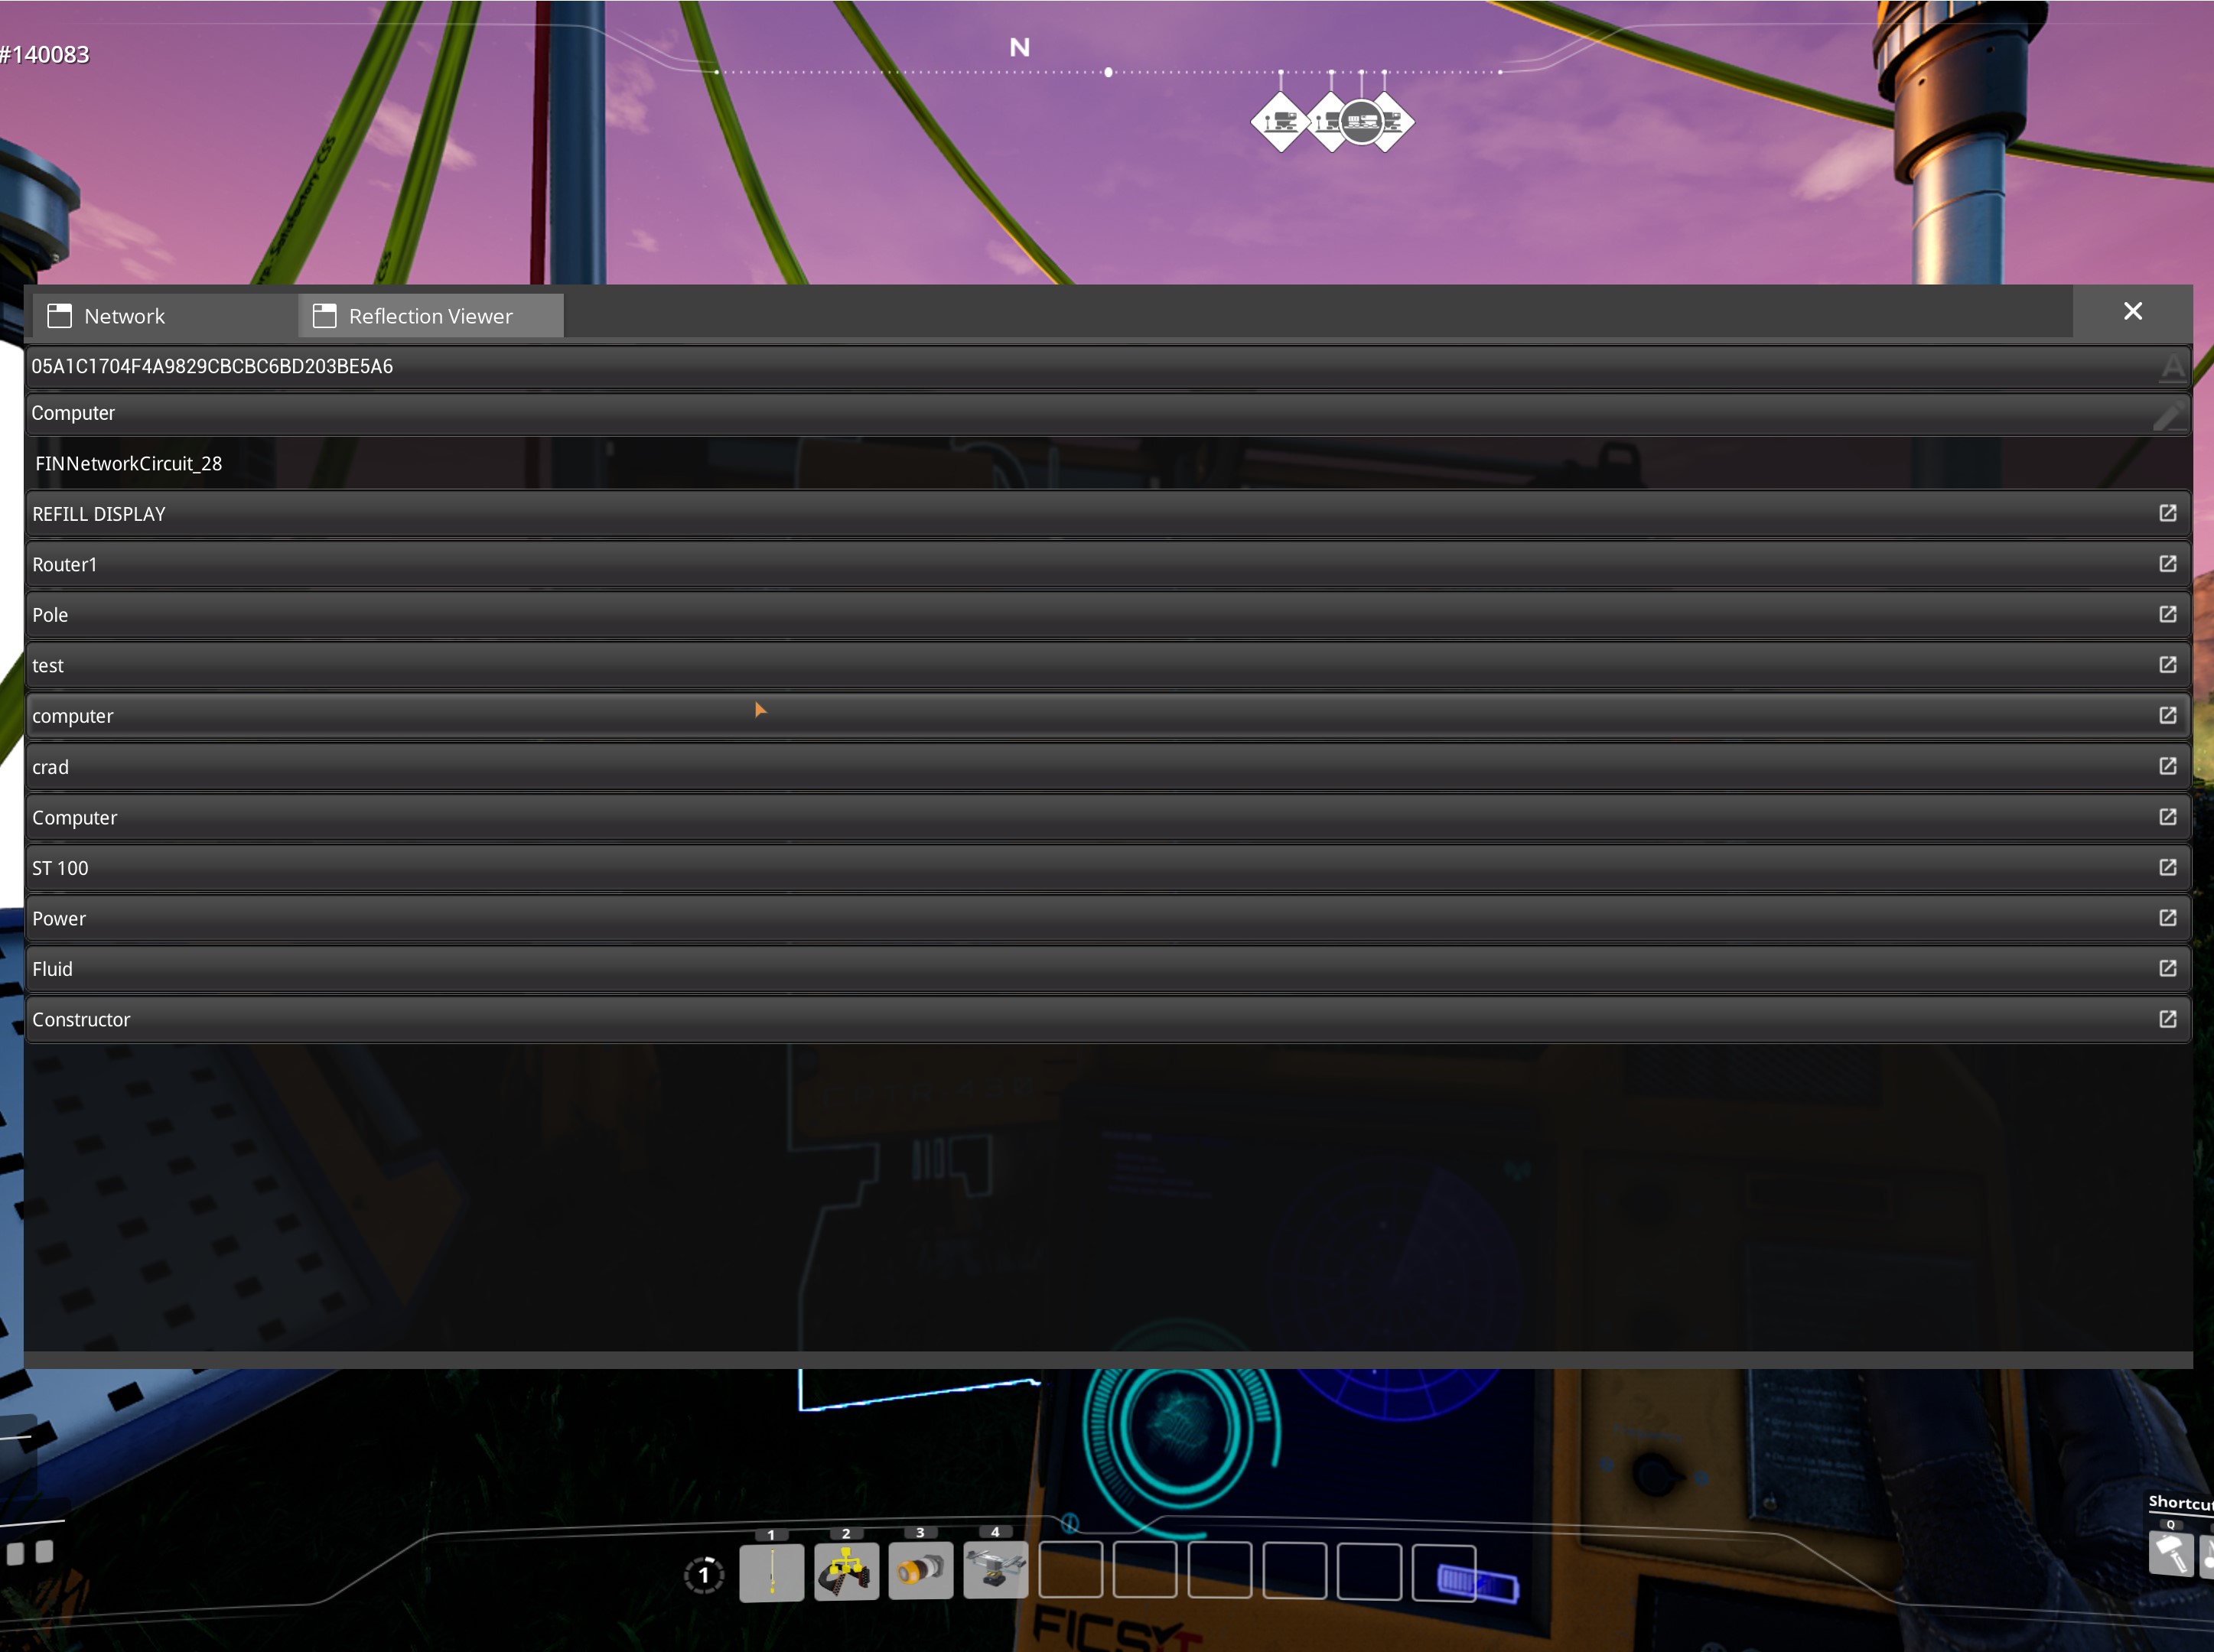 #140083
N
Network
Reflection Viewer
05A1C1704F4A9829CBCBC6BD203BE5A6
Computer
FINNetworkCircuit_28
REFILL DISPLAY
Router1
Pole
test
computer
crad
Computer
ST 100
Power
Fluid
Constructor
1
2
3
4
1
Shortcut
Q
FICSIT